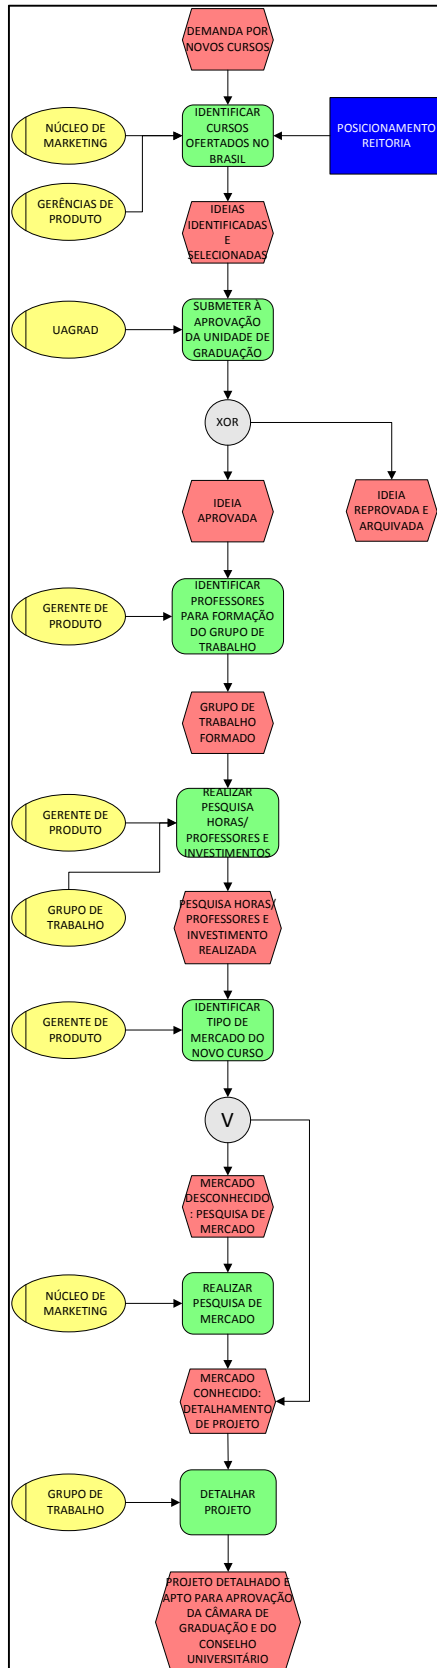 DEMANDA POR
NOVOS CURSOS
NÚCLEO DE
MARKETING
IDENTIFICAR
CURSOS
OFERTADOS NO
BRASIL
POSICIONAMENTO
REITORIA
GERÊNCIAS DE
PRODUTO
IDEIAS
IDENTIFICADAS
E
SELECIONADAS
UAGRAD
SUBMETER À
APROVAÇÃO
DA UNIDADE DE
GRADUAÇÃO
XOR
IDEIA
APROVADA
IDEIA
REPROVADA E
ARQUIVADA
GERENTE DE
PRODUTO
IDENTIFICAR
PROFESSORES
PARA FORMAÇÃO
DO GRUPO DE
TRABALHO
GRUPO DE
TRABALHO
FORMADO
GERENTE DE
PRODUTO
REALIZAR
PESQUISA
HORAS/
PROFESSORES E
INVESTIMENTOS
GRUPO DE
TRABALHO
PESQUISA HORAS/
PROFESSORES E
INVESTIMENTO
REALIZADA
GERENTE DE
PRODUTO
IDENTIFICAR
TIPO DE
MERCADO DO
NOVO CURSO
V
MERCADO
DESCONHECIDO
: PESQUISA DE
MERCADO
NÚCLEO DE
MARKETING
REALIZAR
PESQUISA DE
MERCADO
MERCADO
CONHECIDO:
DETALHAMENTO
DE PROJETO
GRUPO DE
TRABALHO
DETALHAR
PROJETO
PROJETO DETALHADO E
APTO PARA APROVAÇÃO
DA CÂMARA DE
GRADUAÇÃO E DO
CONSELHO
UNIVERSITÁRIO